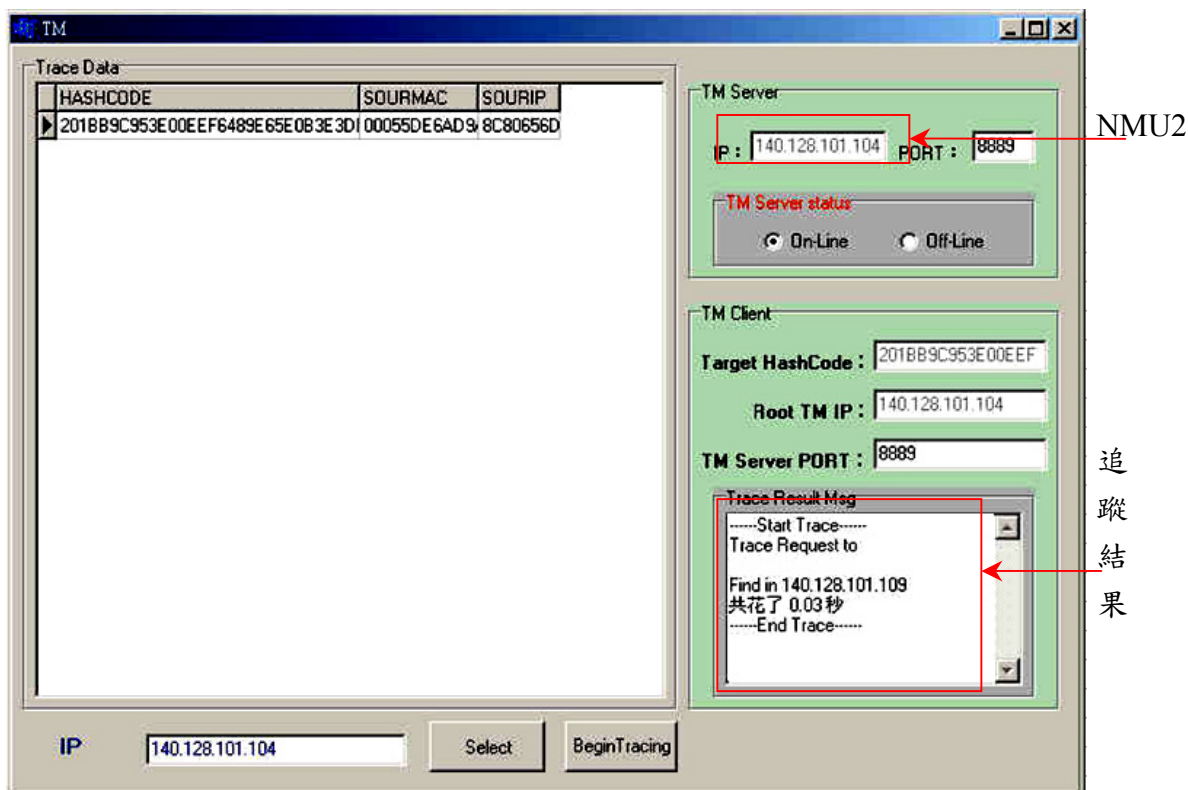 TM
Trace Data
HASHCODE SOURMAC SOURIP
201BB9C953E00EEF6489E65E0B3E3D 00055DE6AD9 8C80656D
TM Server
IP： 140.128.101.104 PORT： 8889
NMU2
TM Server status
On-Line Off-Line
TM Client
Target HashCode： 201BB9C953E00EEF
Root TM IP： 140.128.101.104
TM Server PORT： 8889
Trace Result Msg
------Start Trace------
Trace Request to
Find in 140.128.101.109
共花了 0.03秒
------End Trace------
追蹤結果
IP 140.128.101.104 Select BeginTracing